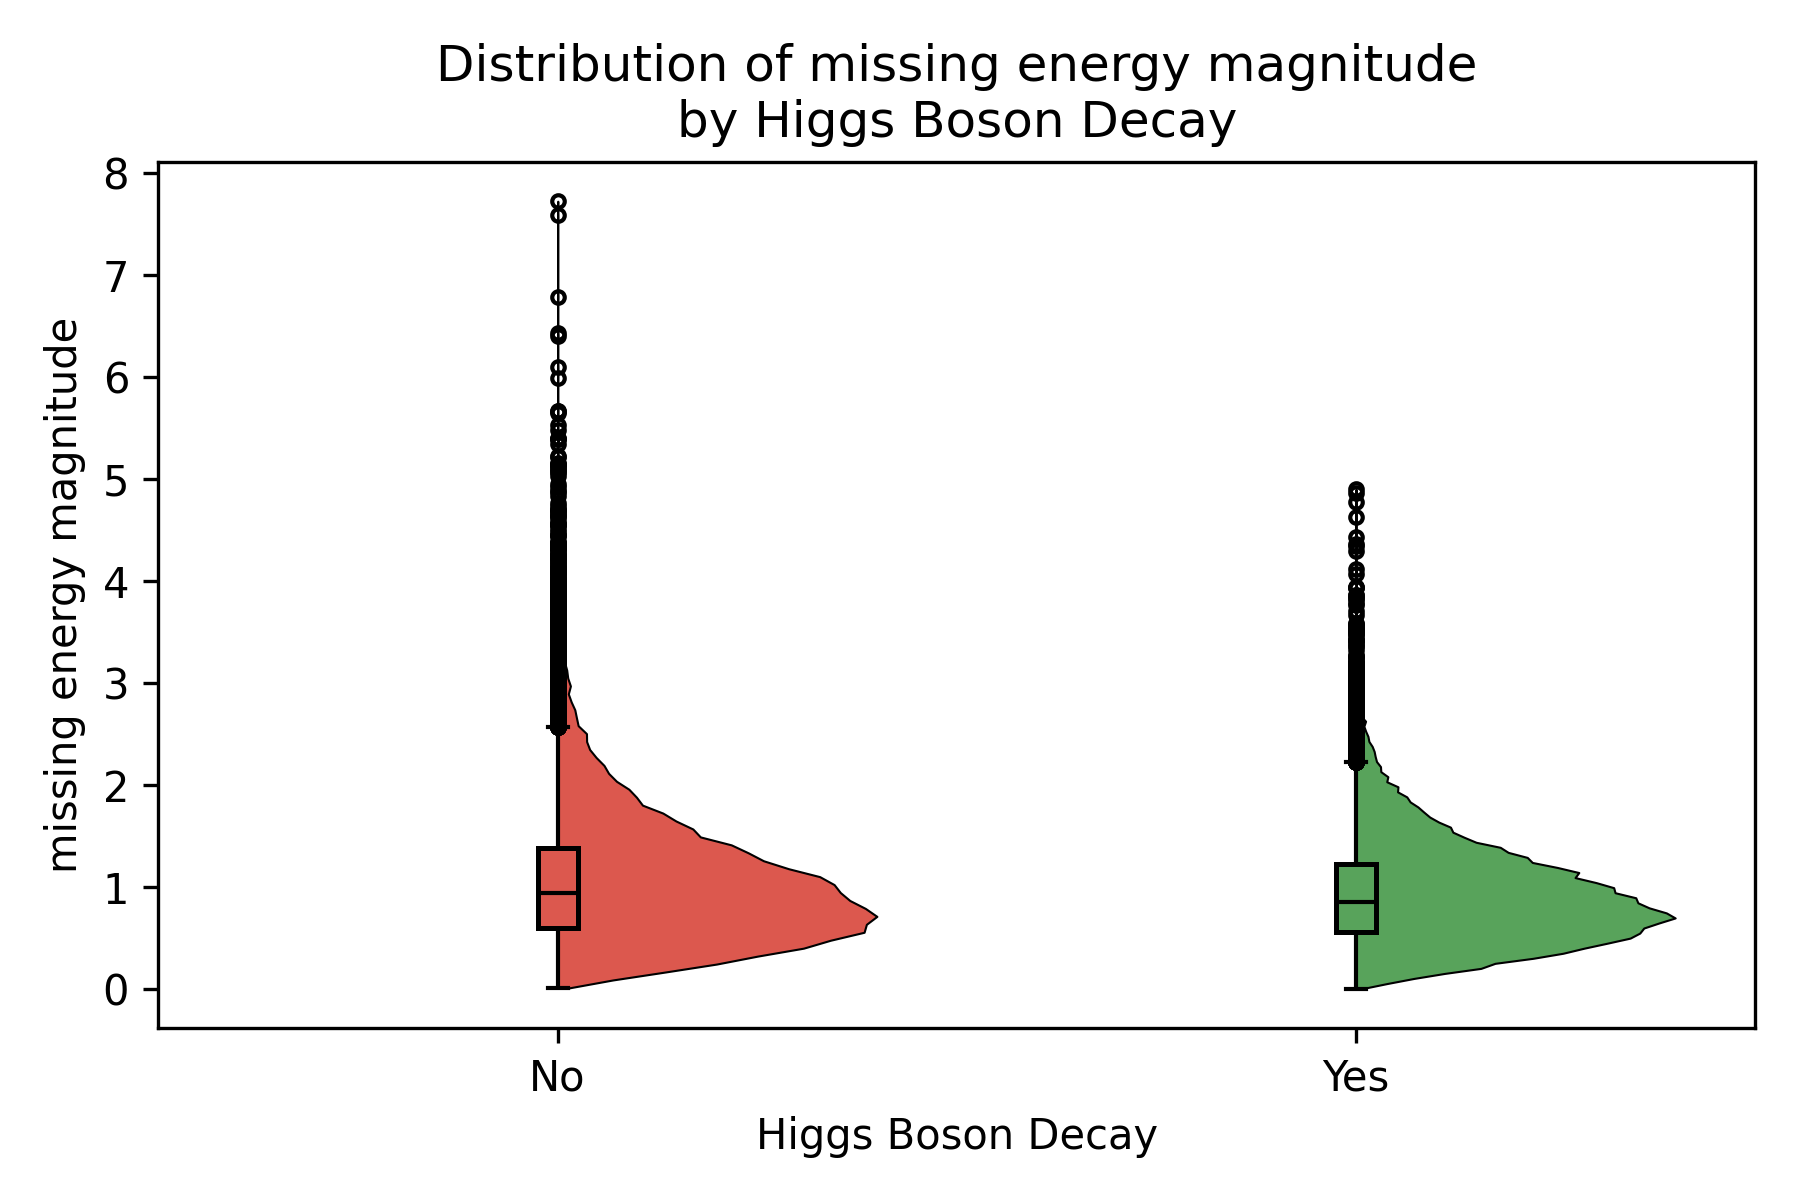 Distribution of missing energy magnitude
by Higgs Boson Decay
missing energy magnitude
8
7
6
5
4
3
2
1
0
No
Yes
Higgs Boson Decay